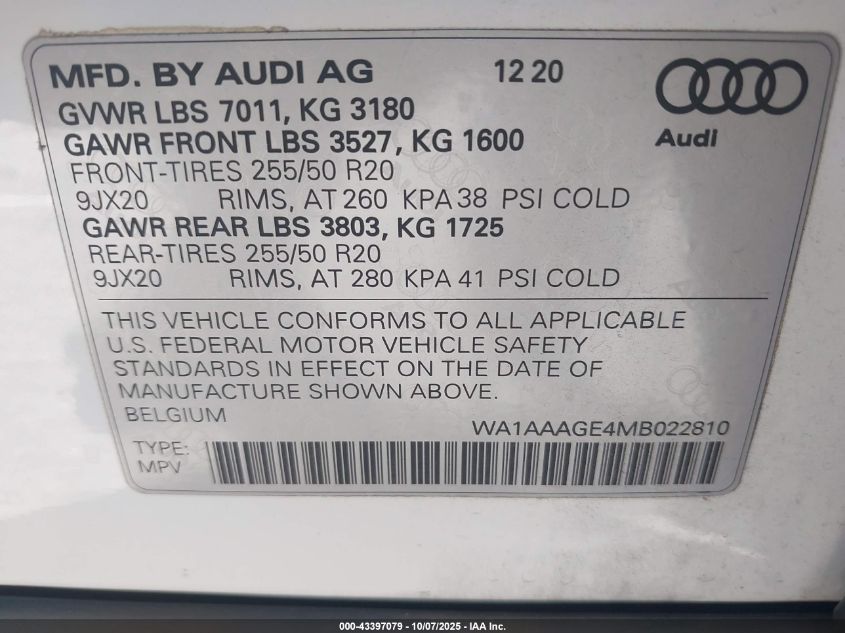 MFD. BY AUDI AG 12 20
GVWR LBS 7011, KG 3180
GAWR FRONT LBS 3527, KG 1600
Audi
FRONT-TIRES 255/50 R20
9JX20 RIMS, AT 260 KPA 38 PSI COLD
GAWR REAR LBS 3803, KG 1725
REAR-TIRES 255/50 R20
9JX20 RIMS, AT 280 KPA 41 PSI COLD
THIS VEHICLE CONFORMS TO ALL APPLICABLE
U.S. FEDERAL MOTOR VEHICLE SAFETY
STANDARDS IN EFFECT ON THE DATE OF
MANUFACTURE SHOWN ABOVE.
BELGIUM
WA1AAAGE4MB022810
TYPE:
MPV
000-43397079 - 10/07/2025 - IAA Inc.